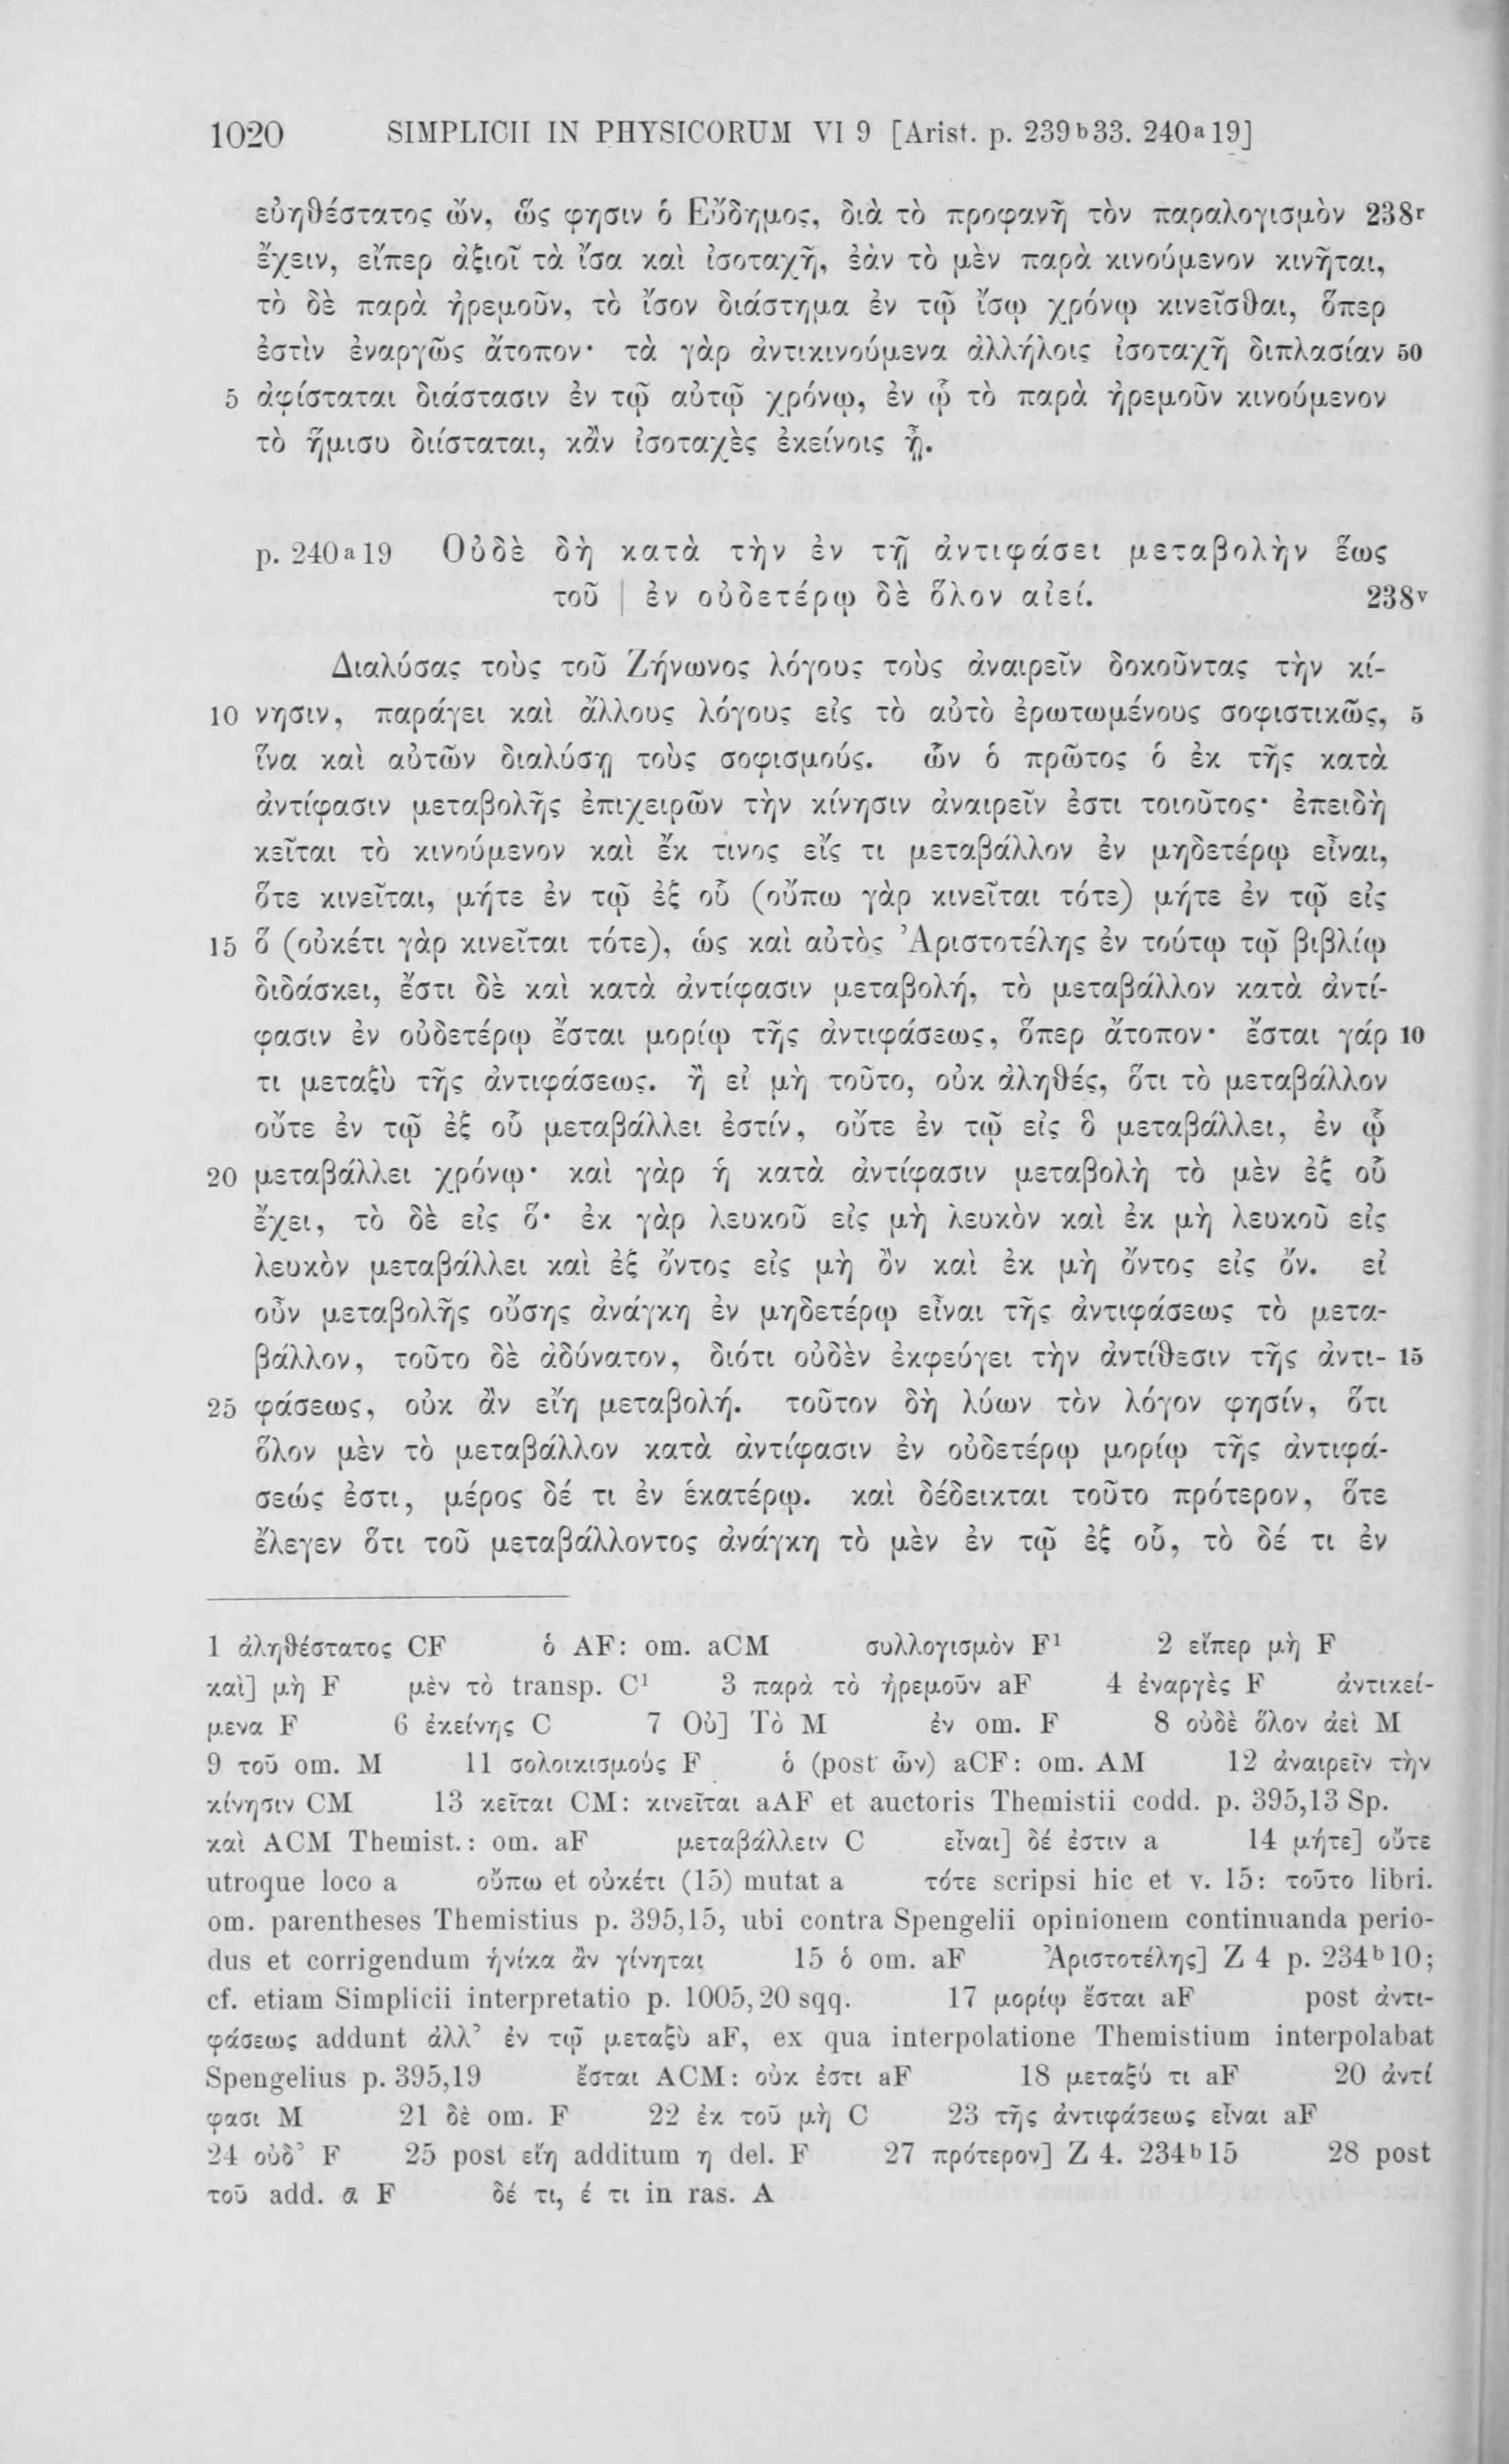 1020 SIMPLICII IN PHYSICORUM VI 9 [Arist. p. 239b33. 240a19]
εὐηθέστατος ὤν, ὥς φησιν ὁ Εὔδημος, διὰ τὸ προφανῆ τὸν παραλογισμὸν 238r
ἔχειν, εἴπερ ἀξιοῖ τὰ ἴσα καὶ ἰσοταχῆ, ἐὰν τὸ μὲν παρὰ κινούμενον κινῆται,
τὸ δὲ παρὰ ἠρεμοῦν, τὸ ἴσον διάστημα ἐν τῷ ἴσῳ χρόνῳ κινεῖσθαι, ὅπερ
ἐστὶν ἐναργῶς ἄτοπον· τὰ γὰρ ἀντικινούμενα ἀλλήλοις ἰσοταχῆ διπλασίαν 50
5 ἀφίσταται διάστασιν ἐν τῷ αὐτῷ χρόνῳ, ἐν ᾧ τὸ παρὰ ἠρεμοῦν κινούμενον
τὸ ἥμισυ διίσταται, κἂν ἰσοταχὲς ἐκείνοις ᾖ.
p. 240a19 Οὐδὲ δὴ κατὰ τὴν ἐν τῇ ἀντιφάσει μεταβολὴν ἕως
τοῦ | ἐν οὐδετέρῳ δὲ ὅλον αἰεί. 238v
Διαλύσας τοὺς τοῦ Ζήνωνος λόγους τοὺς ἀναιρεῖν δοκοῦντας τὴν κί-
10 νησιν, παράγει καὶ ἄλλους λόγους εἰς τὸ αὐτὸ ἐρωτωμένους σοφιστικῶς, 5
ἵνα καὶ αὐτῶν διαλύσῃ τοὺς σοφισμούς. ὧν ὁ πρῶτος ὁ ἐκ τῆς κατὰ
ἀντίφασιν μεταβολῆς ἐπιχειρῶν τὴν κίνησιν ἀναιρεῖν ἐστι τοιοῦτος· ἐπειδὴ
κεῖται τὸ κινούμενον καὶ ἔκ τινος εἴς τι μεταβάλλον ἐν μηδετέρῳ εἶναι,
ὅτε κινεῖται, μήτε ἐν τῷ ἐξ οὗ (οὔπω γὰρ κινεῖται τότε) μήτε ἐν τῷ εἰς
15 ὃ (οὐκέτι γὰρ κινεῖται τότε), ὡς καὶ αὐτὸς Ἀριστοτέλης ἐν τούτῳ τῷ βιβλίῳ
διδάσκει, ἔστι δὲ καὶ κατὰ ἀντίφασιν μεταβολή, τὸ μεταβάλλον κατὰ ἀντί-
φασιν ἐν οὐδετέρῳ ἔσται μορίῳ τῆς ἀντιφάσεως, ὅπερ ἄτοπον· ἔσται γάρ 10
τι μεταξὺ τῆς ἀντιφάσεως. ἢ εἰ μὴ τοῦτο, οὐκ ἀληθές, ὅτι τὸ μεταβάλλον
οὔτε ἐν τῷ ἐξ οὗ μεταβάλλει ἐστίν, οὔτε ἐν τῷ εἰς ὃ μεταβάλλει, ἐν ᾧ
20 μεταβάλλει χρόνῳ· καὶ γὰρ ἡ κατὰ ἀντίφασιν μεταβολὴ τὸ μὲν ἐξ οὗ
ἔχει, τὸ δὲ εἰς ὅ· ἐκ γὰρ λευκοῦ εἰς μὴ λευκὸν καὶ ἐκ μὴ λευκοῦ εἰς
λευκὸν μεταβάλλει καὶ ἐξ ὄντος εἰς μὴ ὂν καὶ ἐκ μὴ ὄντος εἰς ὄν. εἰ
οὖν μεταβολῆς οὔσης ἀνάγκη ἐν μηδετέρῳ εἶναι τῆς ἀντιφάσεως τὸ μετα-
βάλλον, τοῦτο δὲ ἀδύνατον, διότι οὐδὲν ἐκφεύγει τὴν ἀντίθεσιν τῆς ἀντι- 15
25 φάσεως, οὐκ ἂν εἴη μεταβολή. τοῦτον δὴ λύων τὸν λόγον φησίν, ὅτι
ὅλον μὲν τὸ μεταβάλλον κατὰ ἀντίφασιν ἐν οὐδετέρῳ μορίῳ τῆς ἀντιφά-
σεώς ἐστι, μέρος δέ τι ἐν ἑκατέρῳ. καὶ δέδεικται τοῦτο πρότερον, ὅτε
ἔλεγεν ὅτι τοῦ μεταβάλλοντος ἀνάγκη τὸ μὲν ἐν τῷ ἐξ οὗ, τὸ δέ τι ἐν
1 ἀληθέστατος CF ὁ AF: om. aCM συλλογισμὸν F¹ 2 εἴπερ μὴ F
καὶ] μὴ F μὲν τὸ transp. C¹ 3 παρὰ τὸ ἠρεμοῦν aF 4 ἐναργὲς F ἀντικεί-
μενα F 6 ἐκείνης C 7 Οὐ] Τὸ M ἐν om. F 8 οὐδὲ ὅλον ἀεὶ M
9 τοῦ om. M 11 σολοικισμούς F ὁ (post ὧν) aCF: om. AM 12 ἀναιρεῖν τὴν
κίνησιν CM 13 κεῖται CM: κινεῖται aAF et auctoris Themistii codd. p. 395,13 Sp.
καὶ ACM Themist.: om. aF μεταβάλλειν C εἶναι] δέ ἐστιν a 14 μήτε] οὔτε
utroque loco a οὔπω et οὐκέτι (15) mutat a τότε scripsi hic et v. 15: τοῦτο libri.
om. parentheses Themistius p. 395,15, ubi contra Spengelii opinionem continuanda perio-
dus et corrigendum ἡνίκα ἂν γίνηται 15 ὁ om. aF Ἀριστοτέλης] Z 4 p. 234b10;
cf. etiam Simplicii interpretatio p. 1005,20 sqq. 17 μορίῳ ἔσται aF post ἀντι-
φάσεως addunt ἀλλ’ ἐν τῷ μεταξὺ aF, ex qua interpolatione Themistium interpolabat
Spengelius p. 395,19 ἔσται ACM: οὐκ ἐστι aF 18 μεταξύ τι aF 20 ἀντί
φασι M 21 δὲ om. F 22 ἐκ τοῦ μὴ C 23 τῆς ἀντιφάσεως εἶναι aF
24 οὐδ’ F 25 post εἴη additum η del. F 27 πρότερον] Z 4. 234b15 28 post
τοῦ add. α F δέ τι, έ τι in ras. A